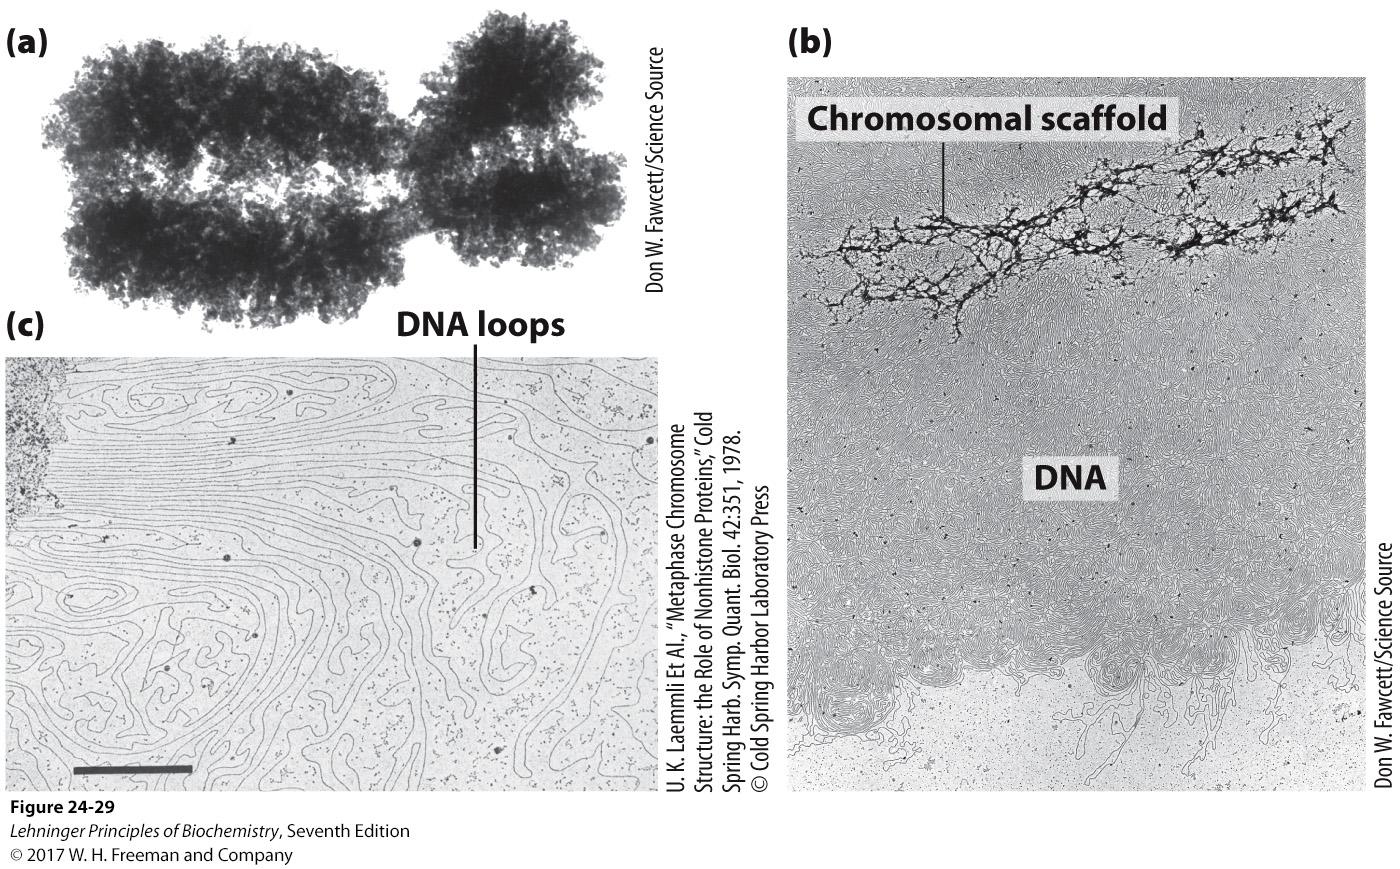 (a)
Don W. Fawcett/Science Source
(b)
Chromosomal scaffold
DNA
Don W. Fawcett/Science Source
(c)
DNA loops
U. K. Laemmli Et Al., “Metaphase Chromosome
Structure: the Role of Nonhistone Proteins,” Cold
Spring Harb. Symp. Quant. Biol. 42:351, 1978.
© Cold Spring Harbor Laboratory Press
Figure 24-29
Lehninger Principles of Biochemistry, Seventh Edition
© 2017 W. H. Freeman and Company